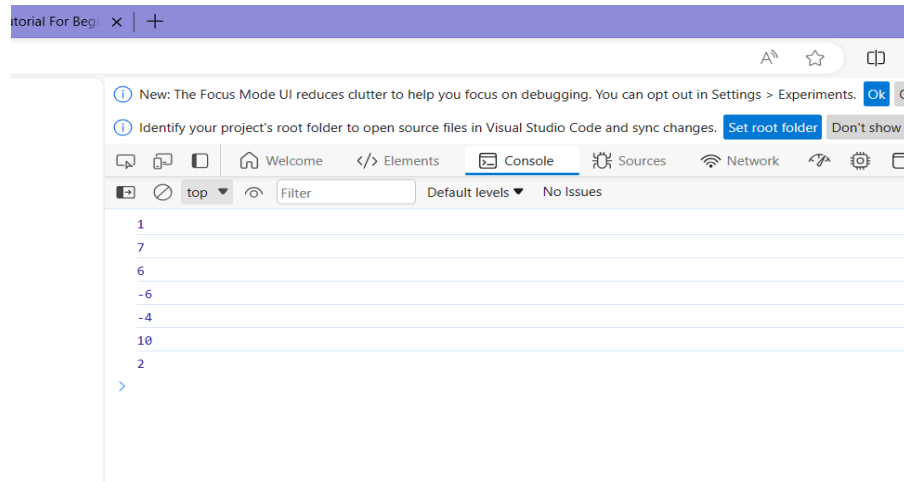 utorial For Begi
New: The Focus Mode UI reduces clutter to help you focus on debugging. You can opt out in Settings > Experiments. Ok
Identify your project's root folder to open source files in Visual Studio Code and sync changes. Set root folder Don't show
Welcome </> Elements Console Sources Network
top Filter Default levels No Issues
1
7
6
-6
-4
10
2
>